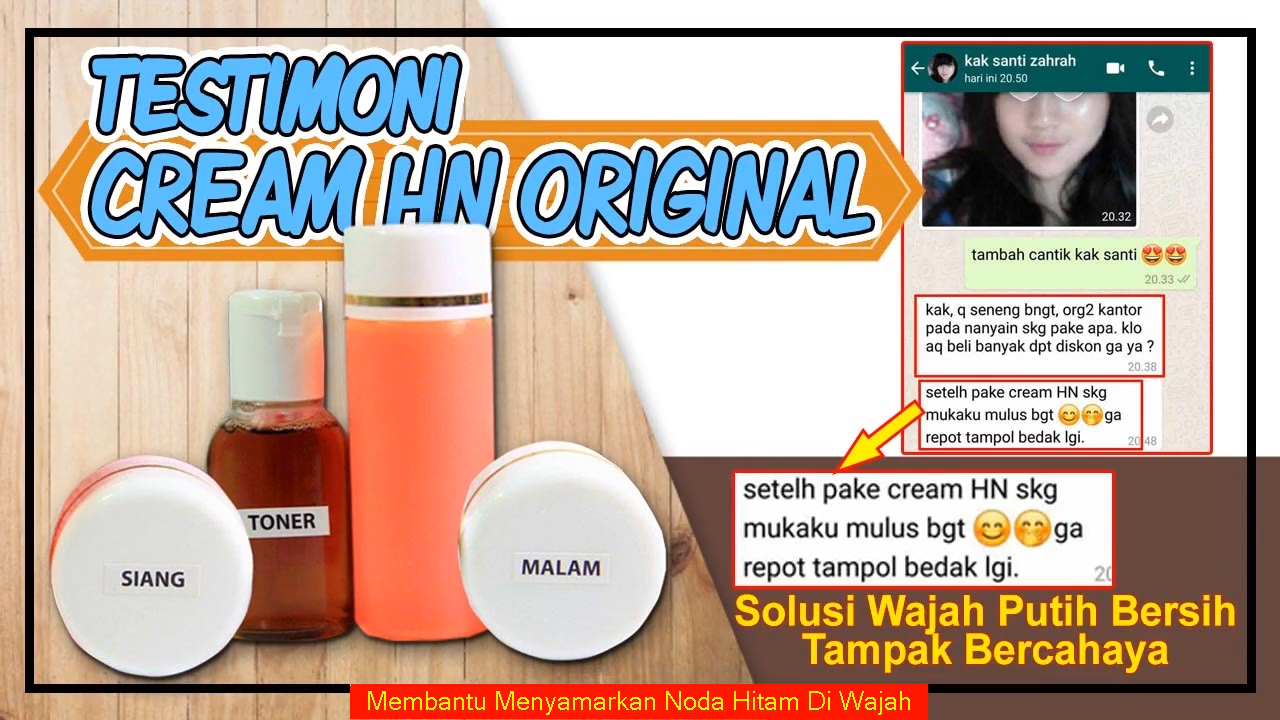 TESTIMONI
CREAM HN ORIGINAL
TONER
SIANG
MALAM
kak santi zahrah
hari ini 20.50
20.32
tambah cantik kak santi 🤩🤩
20.33
kak, q seneng bngt, org2 kantor
pada nanyain skg pake apa. klo
aq beli banyak dpt diskon ga ya ?
20.38
setelh pake cream HN skg
mukaku mulus bgt 😊🤭ga
repot tampol bedak lgi.
20.48
setelh pake cream HN skg
mukaku mulus bgt 😊🤭ga
repot tampol bedak lgi.
20
Solusi Wajah Putih Bersih
Tampak Bercahaya
Membantu Menyamarkan Noda Hitam Di Wajah